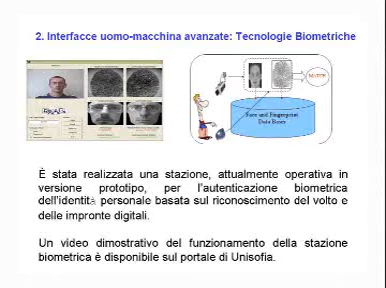 2. Interfacce uomo-macchina avanzate: Tecnologie Biometriche
MATCH
Face and Fingerprint
Data Bases
È stata realizzata una stazione, attualmente operativa in
versione prototipo, per l'autenticazione biometrica
dell'identità personale basata sul riconoscimento del volto e
delle impronte digitali.
Un video dimostrativo del funzionamento della stazione
biometrica è disponibile sul portale di Unisofia.